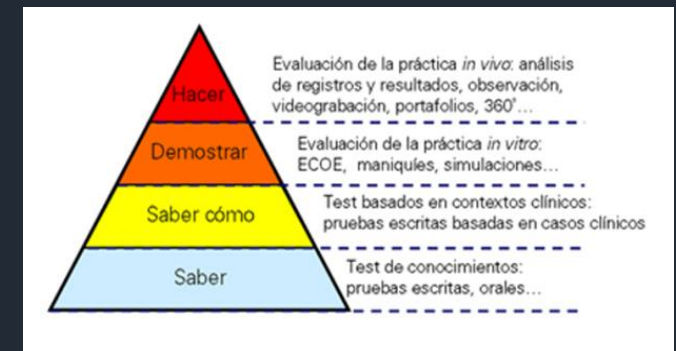 Hacer
Evaluación de la práctica in vivo: análisis
de registros y resultados, observación,
videograbación, portafolios, 360°...
Demostrar
Evaluación de la práctica in vitro:
ECOE, maniquíes, simulaciones...
Saber cómo
Test basados en contextos clínicos:
pruebas escritas basadas en casos clínicos
Saber
Test de conocimientos:
pruebas escritas, orales...